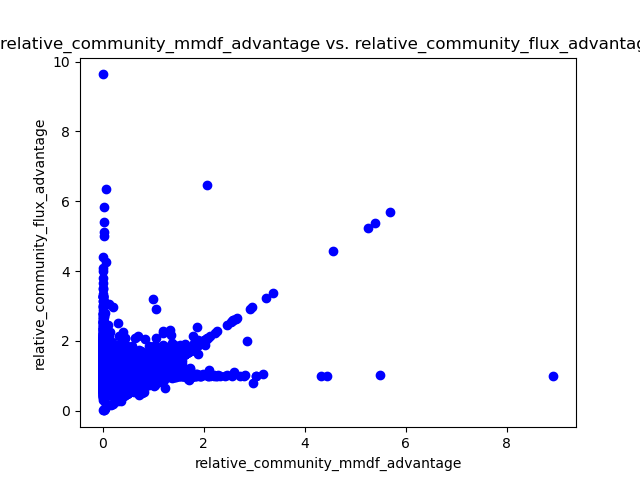 relative_community_mmdf_advantage vs. relative_community_flux_advantag
10
8
6
4
2
0
relative_community_flux_advantage
0 2 4 6 8
relative_community_mmdf_advantage